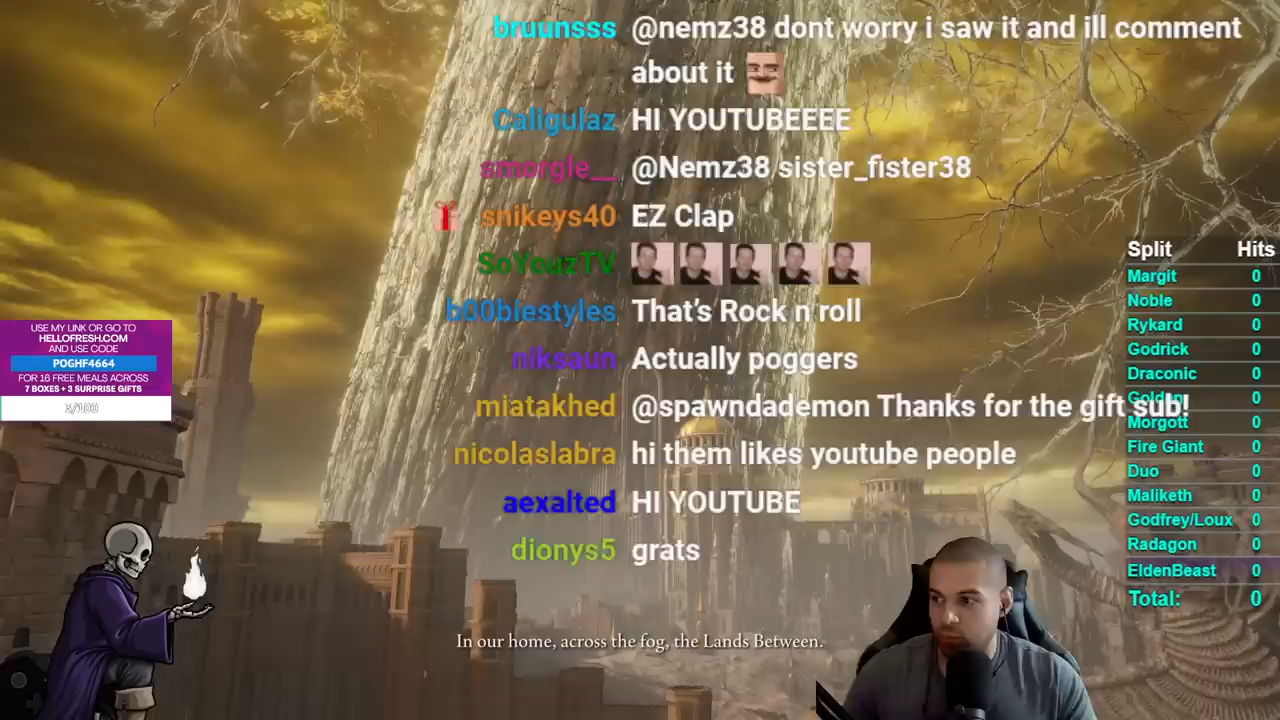 bruunsss @nemz38 dont worry i saw it and ill comment
about it
Caligulaz HI YOUTUBEEEE
smorgle__ @Nemz38 sister_fister38
snikeys40 EZ Clap
SoYouzTV
b00biestyles That's Rock n roll
niksaun Actually poggers
miatakhed @spawndademon Thanks for the gift sub!
nicolaslabra hi them likes youtube people
aexalted HI YOUTUBE
dionys5 grats
USE MY LINK OR GO TO
HELLOFRESH.COM
AND USE CODE
POGHF4664
FOR 16 FREE MEALS ACROSS
7 BOXES + 3 SURPRISE GIFTS
3/100
Split Hits
Margit 0
Noble 0
Rykard 0
Godrick 0
Draconic 0
Morgott 0
Fire Giant 0
Duo 0
Maliketh 0
Godfrey/Loux 0
Radagon 0
EldenBeast 0
Total: 0
In our home, across the fog, the Lands Between.